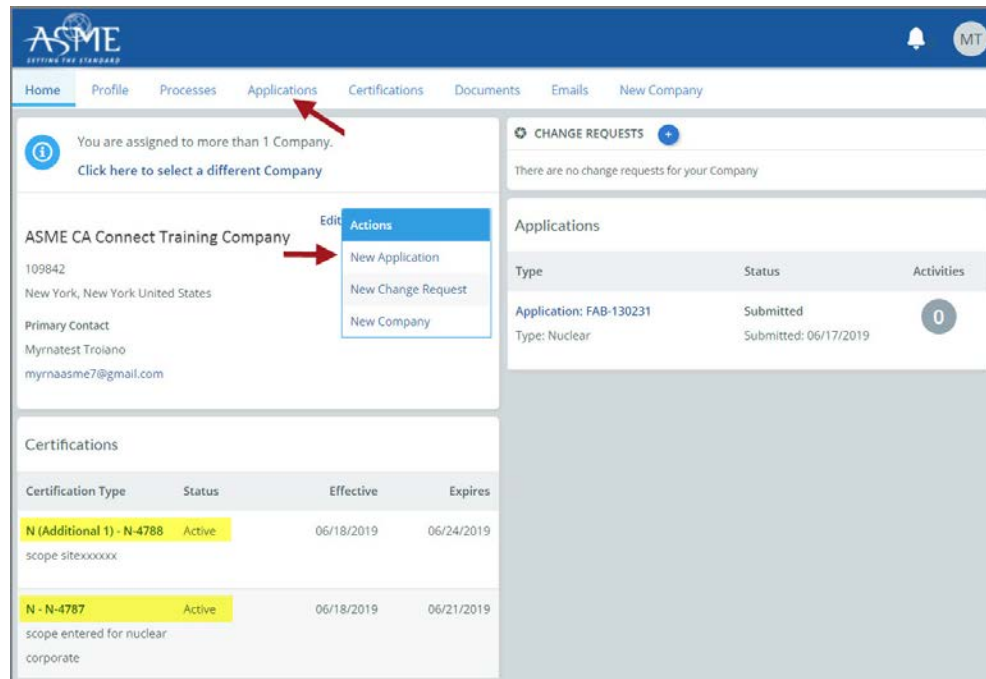 ASME
SETTING THE STANDARD
MT
Home Profile Processes Applications Certifications Documents Emails New Company
You are assigned to more than 1 Company.
Click here to select a different Company
Edit
Actions
ASME CA Connect Training Company
New Application
109842
New York, New York United States
New Change Request
Primary Contact
New Company
Myrnatest Troiano
myrnaasme7@gmail.com
CHANGE REQUESTS +
There are no change requests for your Company
Applications
Type Status Activities
Application: FAB-130231 Submitted 0
Type: Nuclear Submitted: 06/17/2019
Certifications
Certification Type Status Effective Expires
N (Additional 1) - N-4788 Active 06/18/2019 06/24/2019
scope sitexxxxxx
N - N-4787 Active 06/18/2019 06/21/2019
scope entered for nuclear
corporate